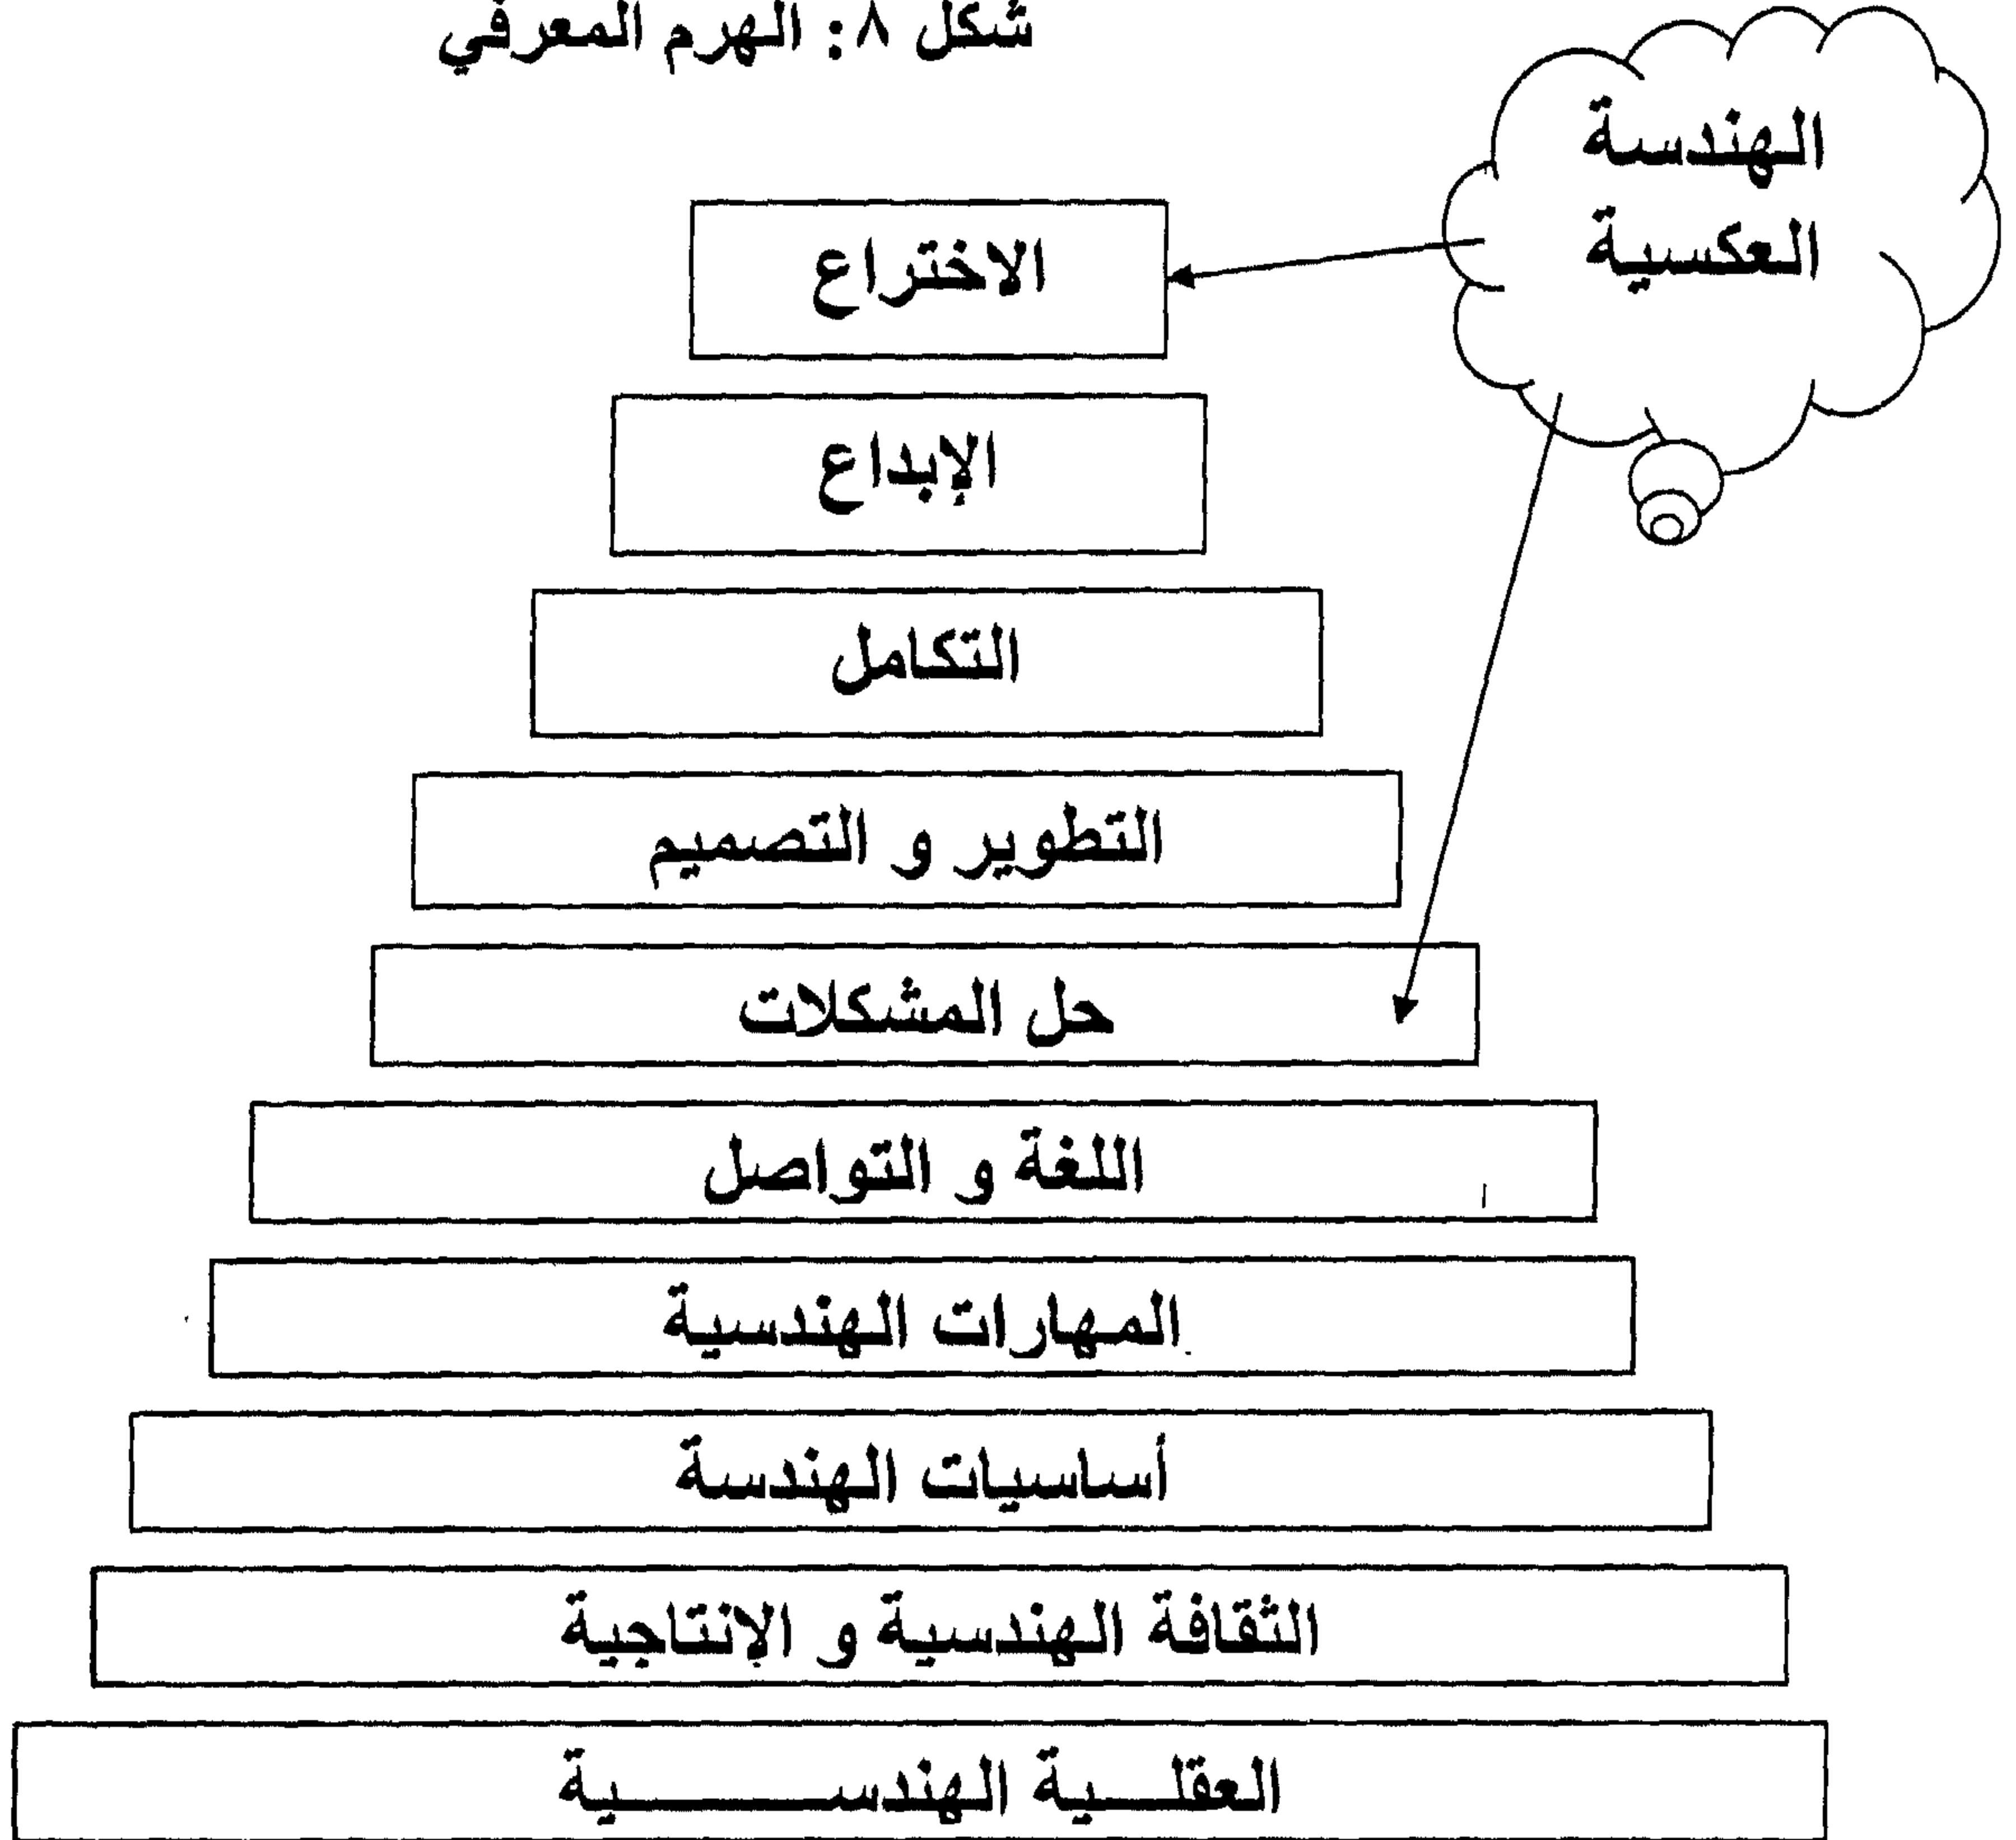 شكل ٨: الهرم المعرفي
الهندسة
العكسية
الاختراع
الإبداع
التكامل
التطوير و التصميم
حل المشكلات
اللغة و التواصل
المهارات الهندسية
أساسيات الهندسة
الثقافة الهندسية و الإنتاجية
العقلـــية الهندســـــــــــية